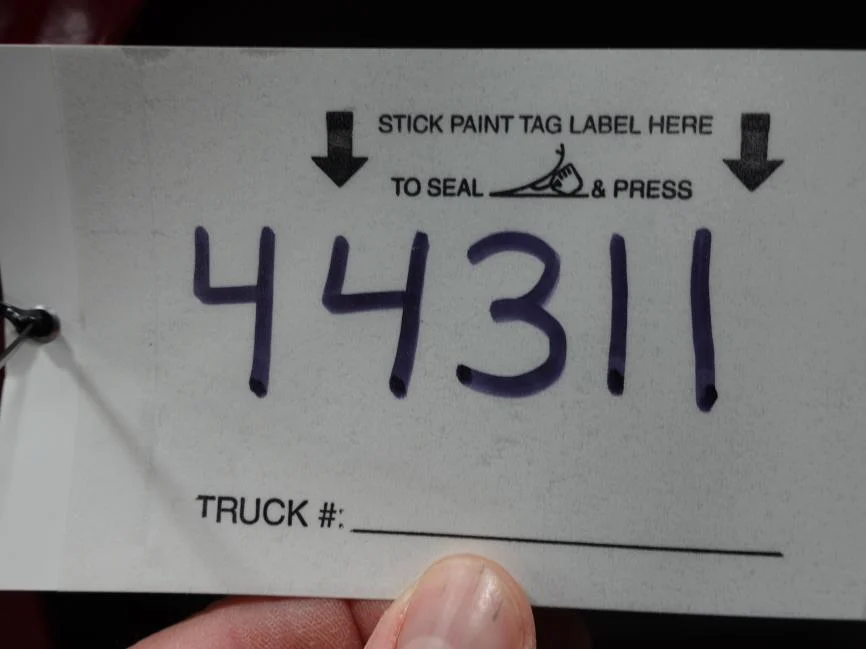 STICK PAINT TAG LABEL HERE
TO SEAL & PRESS
44311
TRUCK #: